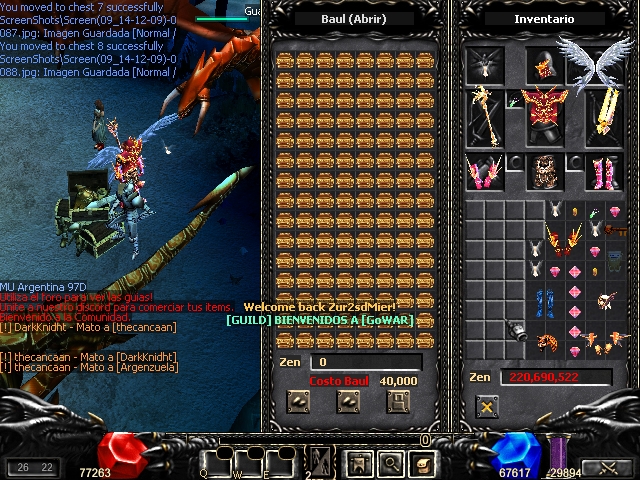 You moved to chest 7 successfully
ScreenShots\Screen(09_14-12-09)-0
087.jpg: Imagen Guardada [Normal /
You moved to chest 8 successfully
ScreenShots\Screen(09_14-12-09)-0
088.jpg: Imagen Guardada [Normal /
Gua
Baul (Abrir)
Inventario
MU Argentina 97D
Utiliza el foro para ver las guias!
Unite a nuestro discord para comerciar tus items.
Bienvenido a la Comunidad.
Welcome back Zur2sdMier!
[GUILD] BIENVENIDOS A [GoWAR]
[!] DarkKnidht - Mato a [thecancaan]
[!] thecancaan - Mato a [DarkKnidht]
[!] thecancaan - Mato a [Argenzuela]
Zen 0
Costo Baul 40,000
Zen 220,690,522
26 22
77263
Q W E
0
67617
-29894